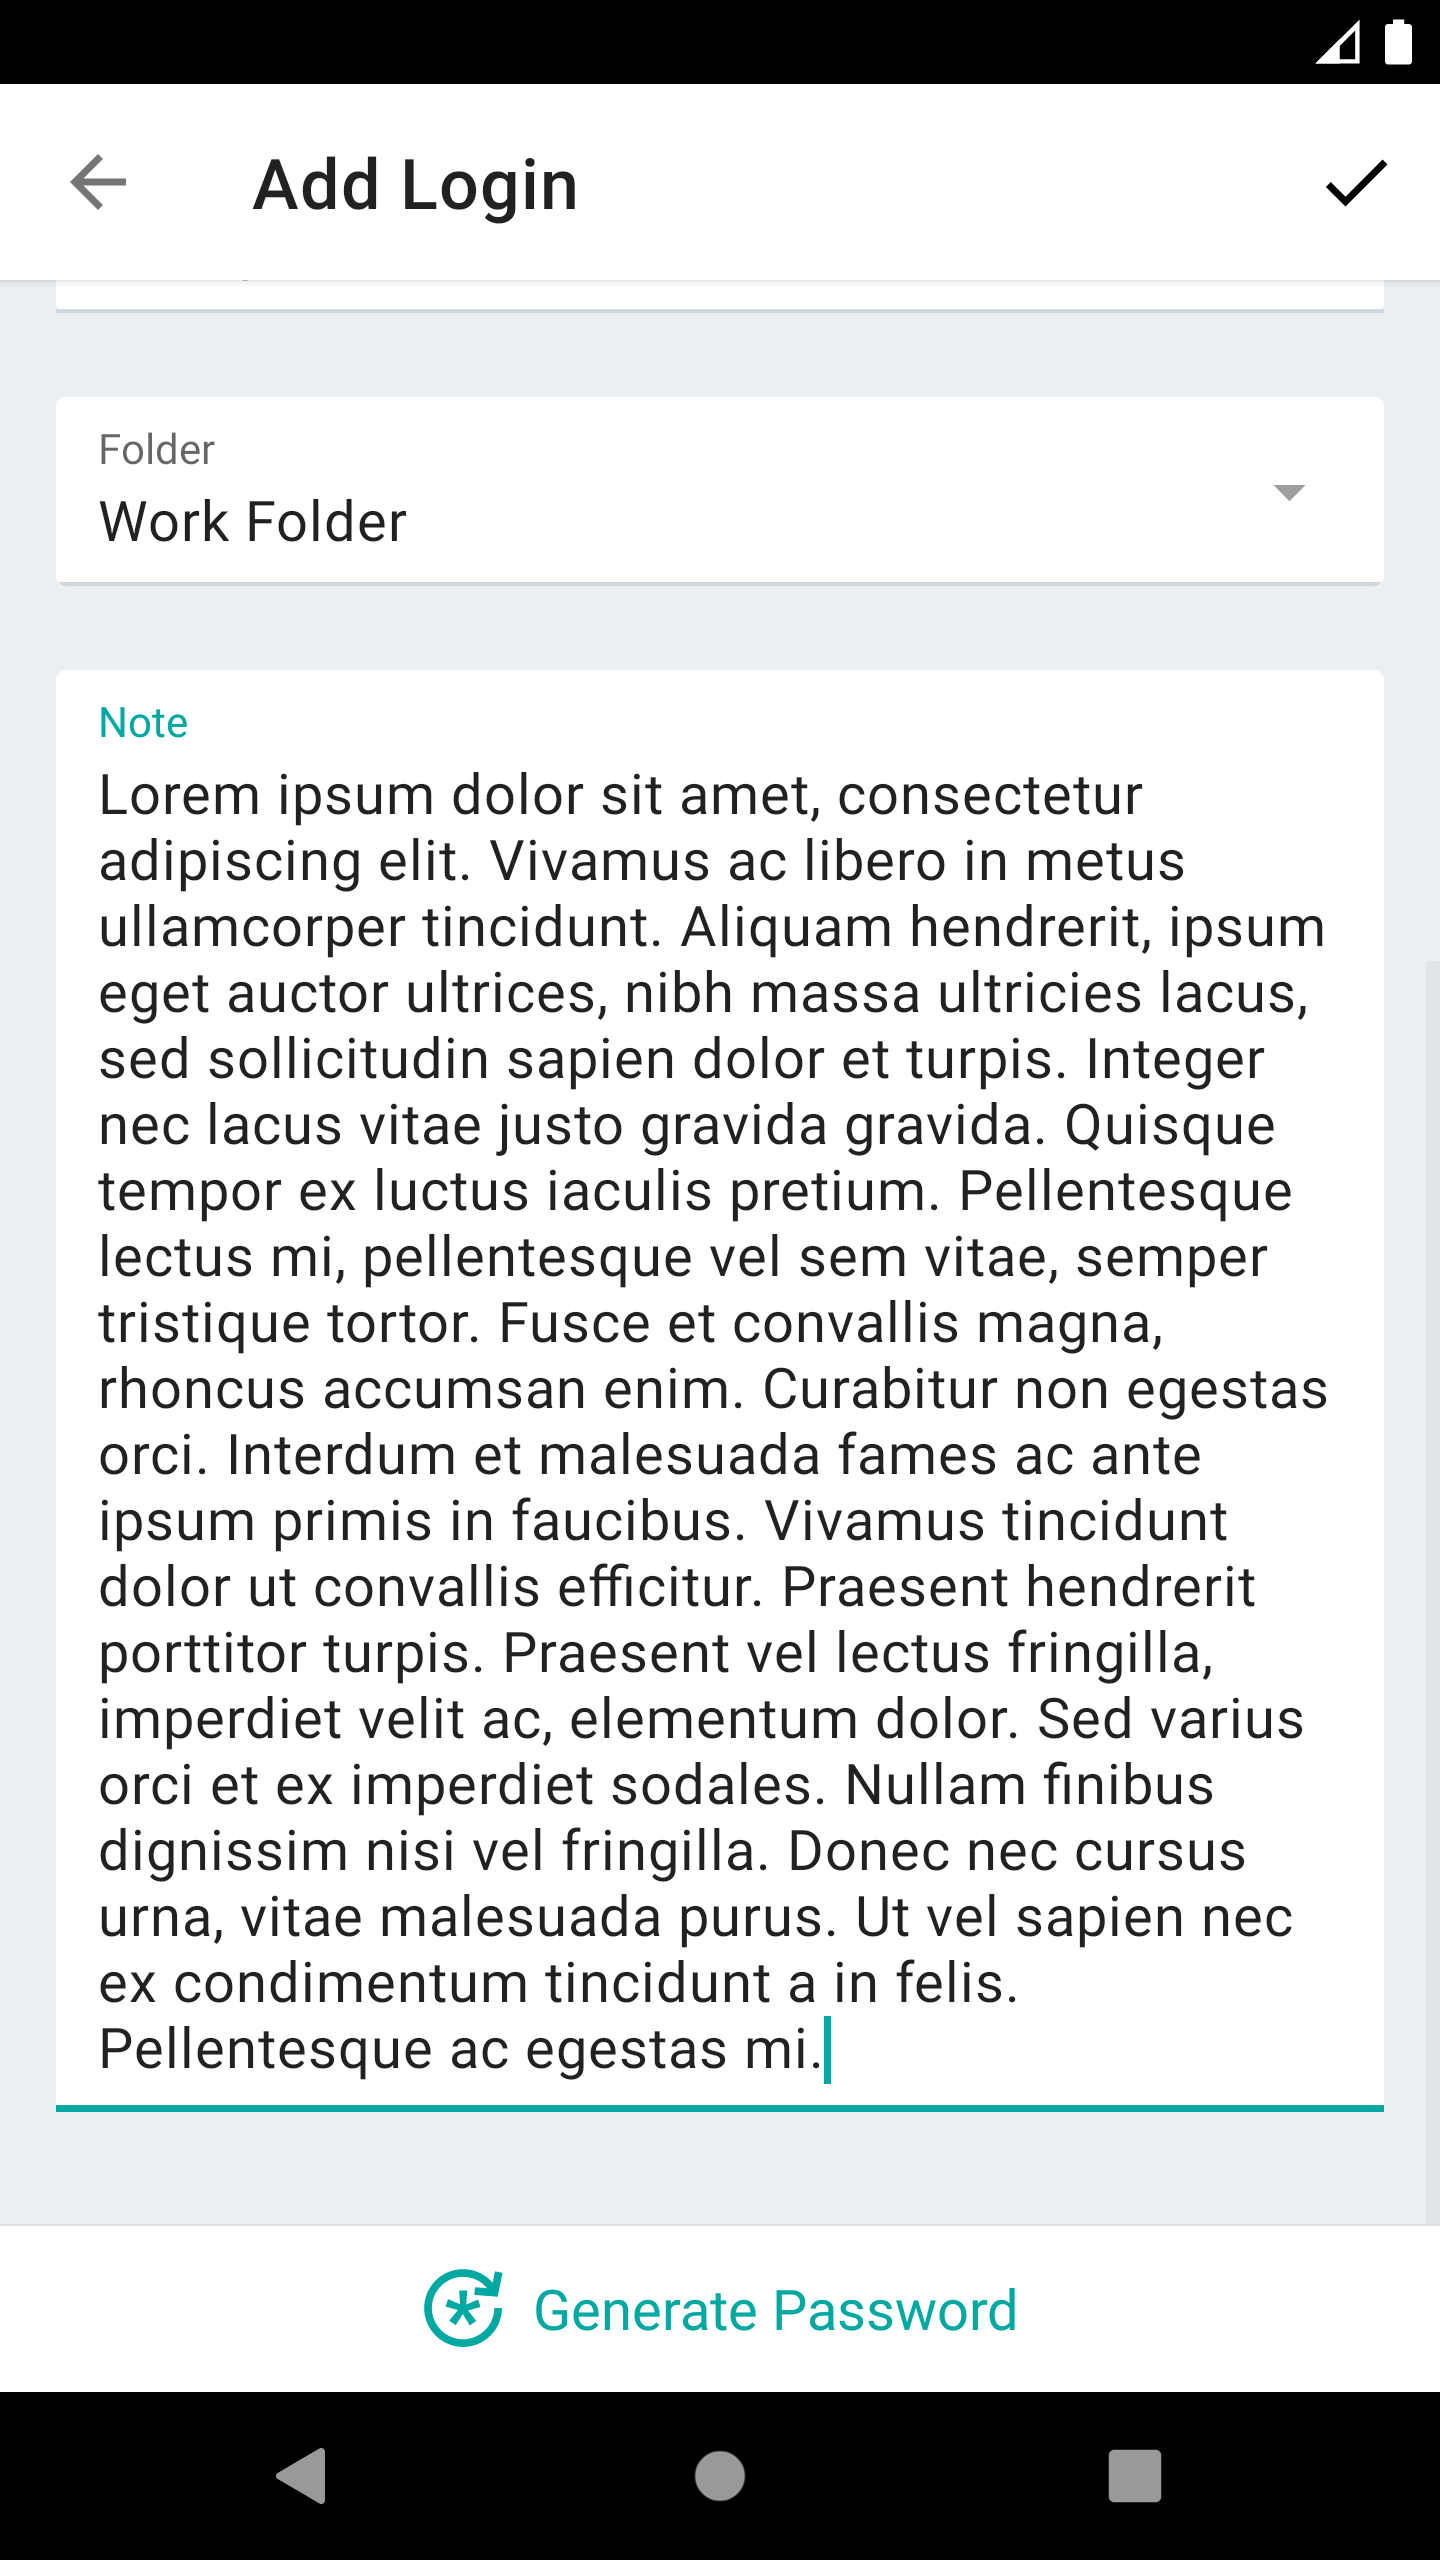 Add Login
Folder
Work Folder
Note
Lorem ipsum dolor sit amet, consectetur
adipiscing elit. Vivamus ac libero in metus
ullamcorper tincidunt. Aliquam hendrerit, ipsum
eget auctor ultrices, nibh massa ultricies lacus,
sed sollicitudin sapien dolor et turpis. Integer
nec lacus vitae justo gravida gravida. Quisque
tempor ex luctus iaculis pretium. Pellentesque
lectus mi, pellentesque vel sem vitae, semper
tristique tortor. Fusce et convallis magna,
rhoncus accumsan enim. Curabitur non egestas
orci. Interdum et malesuada fames ac ante
ipsum primis in faucibus. Vivamus tincidunt
dolor ut convallis efficitur. Praesent hendrerit
porttitor turpis. Praesent vel lectus fringilla,
imperdiet velit ac, elementum dolor. Sed varius
orci et ex imperdiet sodales. Nullam finibus
dignissim nisi vel fringilla. Donec nec cursus
urna, vitae malesuada purus. Ut vel sapien nec
ex condimentum tincidunt a in felis.
Pellentesque ac egestas mi.
Generate Password